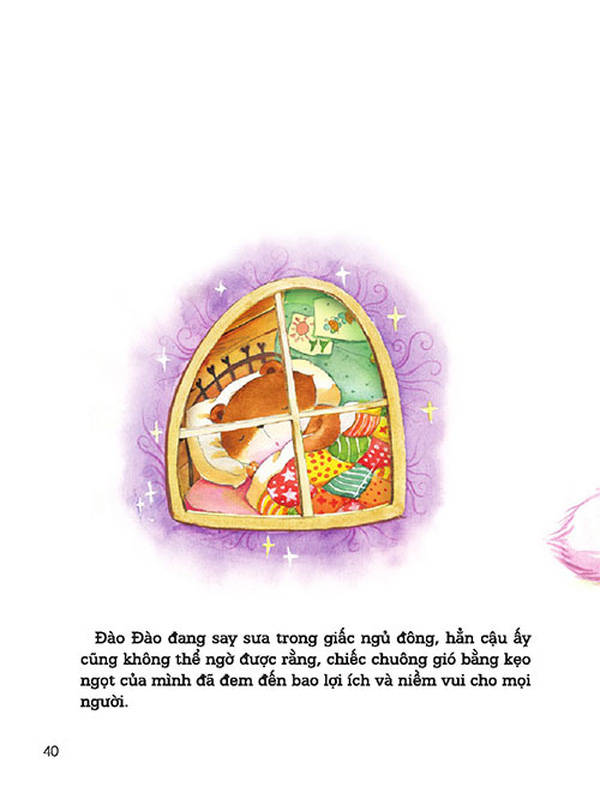 Đào Đào đang say sưa trong giấc ngủ đông, hẳn cậu ấy
cũng không thể ngờ được rằng, chiếc chuông gió bằng kẹo
ngọt của mình đã đem đến bao lợi ích và niềm vui cho mọi
người.
40